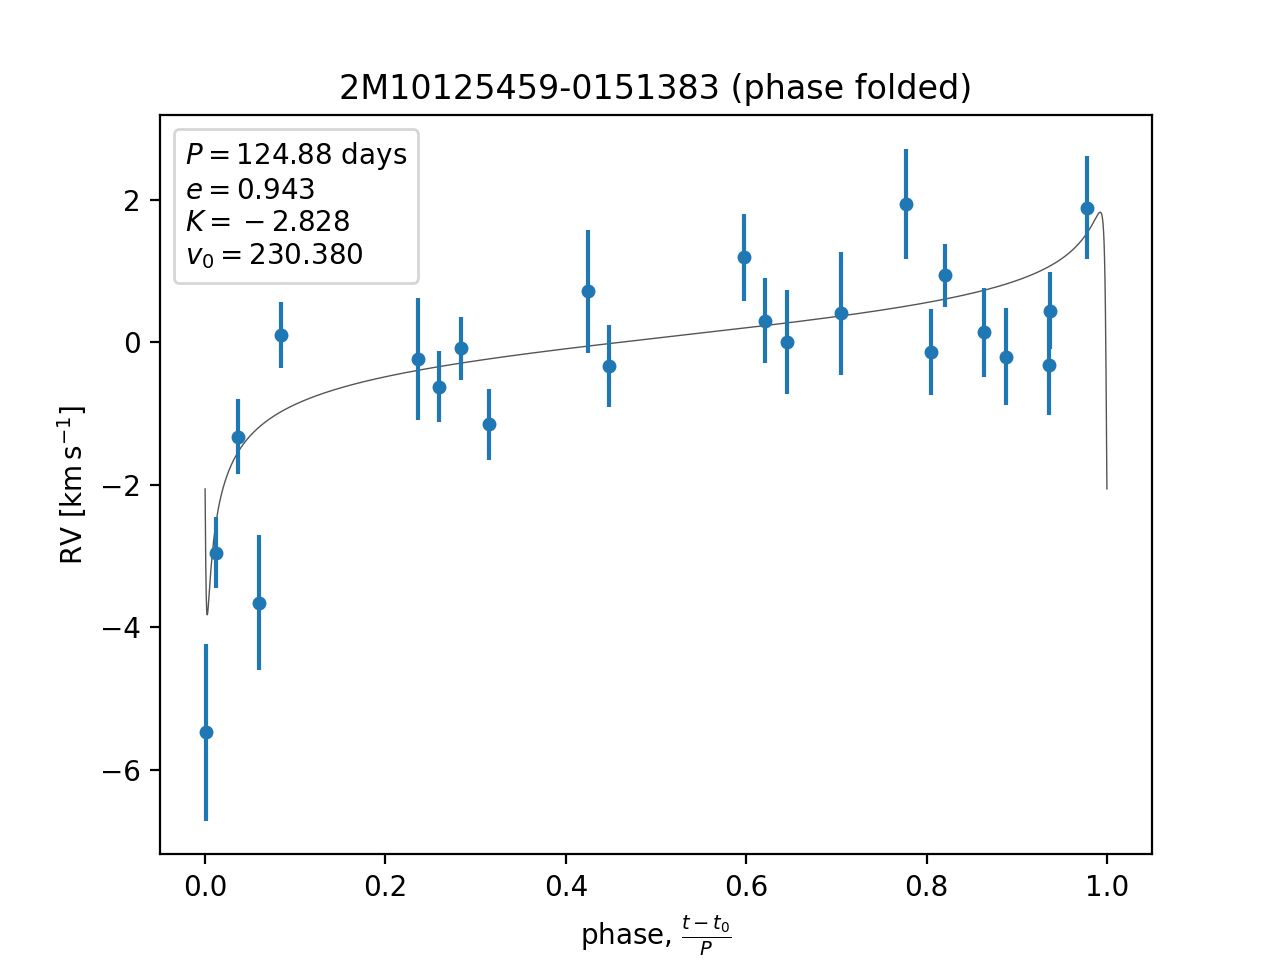 2M10125459-0151383 (phase folded)
P = 124.88 days
e = 0.943
K = −2.828
v₀ = 230.380
2
0
−2
−4
−6
RV [km s⁻¹]
0.0 0.2 0.4 0.6 0.8 1.0
phase, (t − t₀)/P